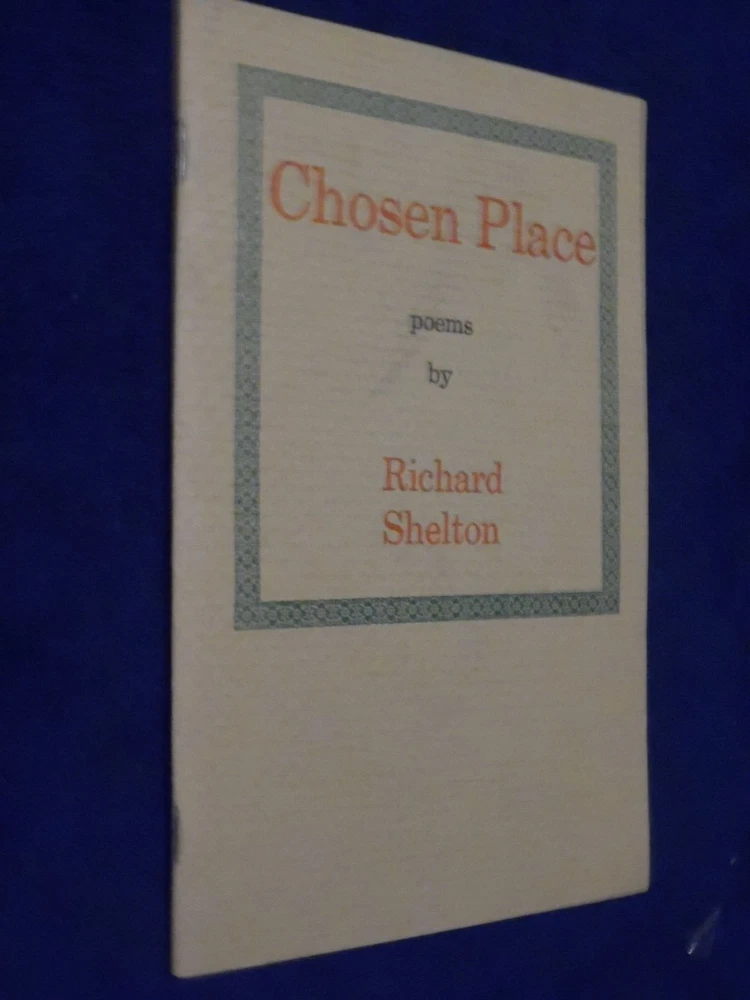 Chosen Place
poems
by
Richard
Shelton